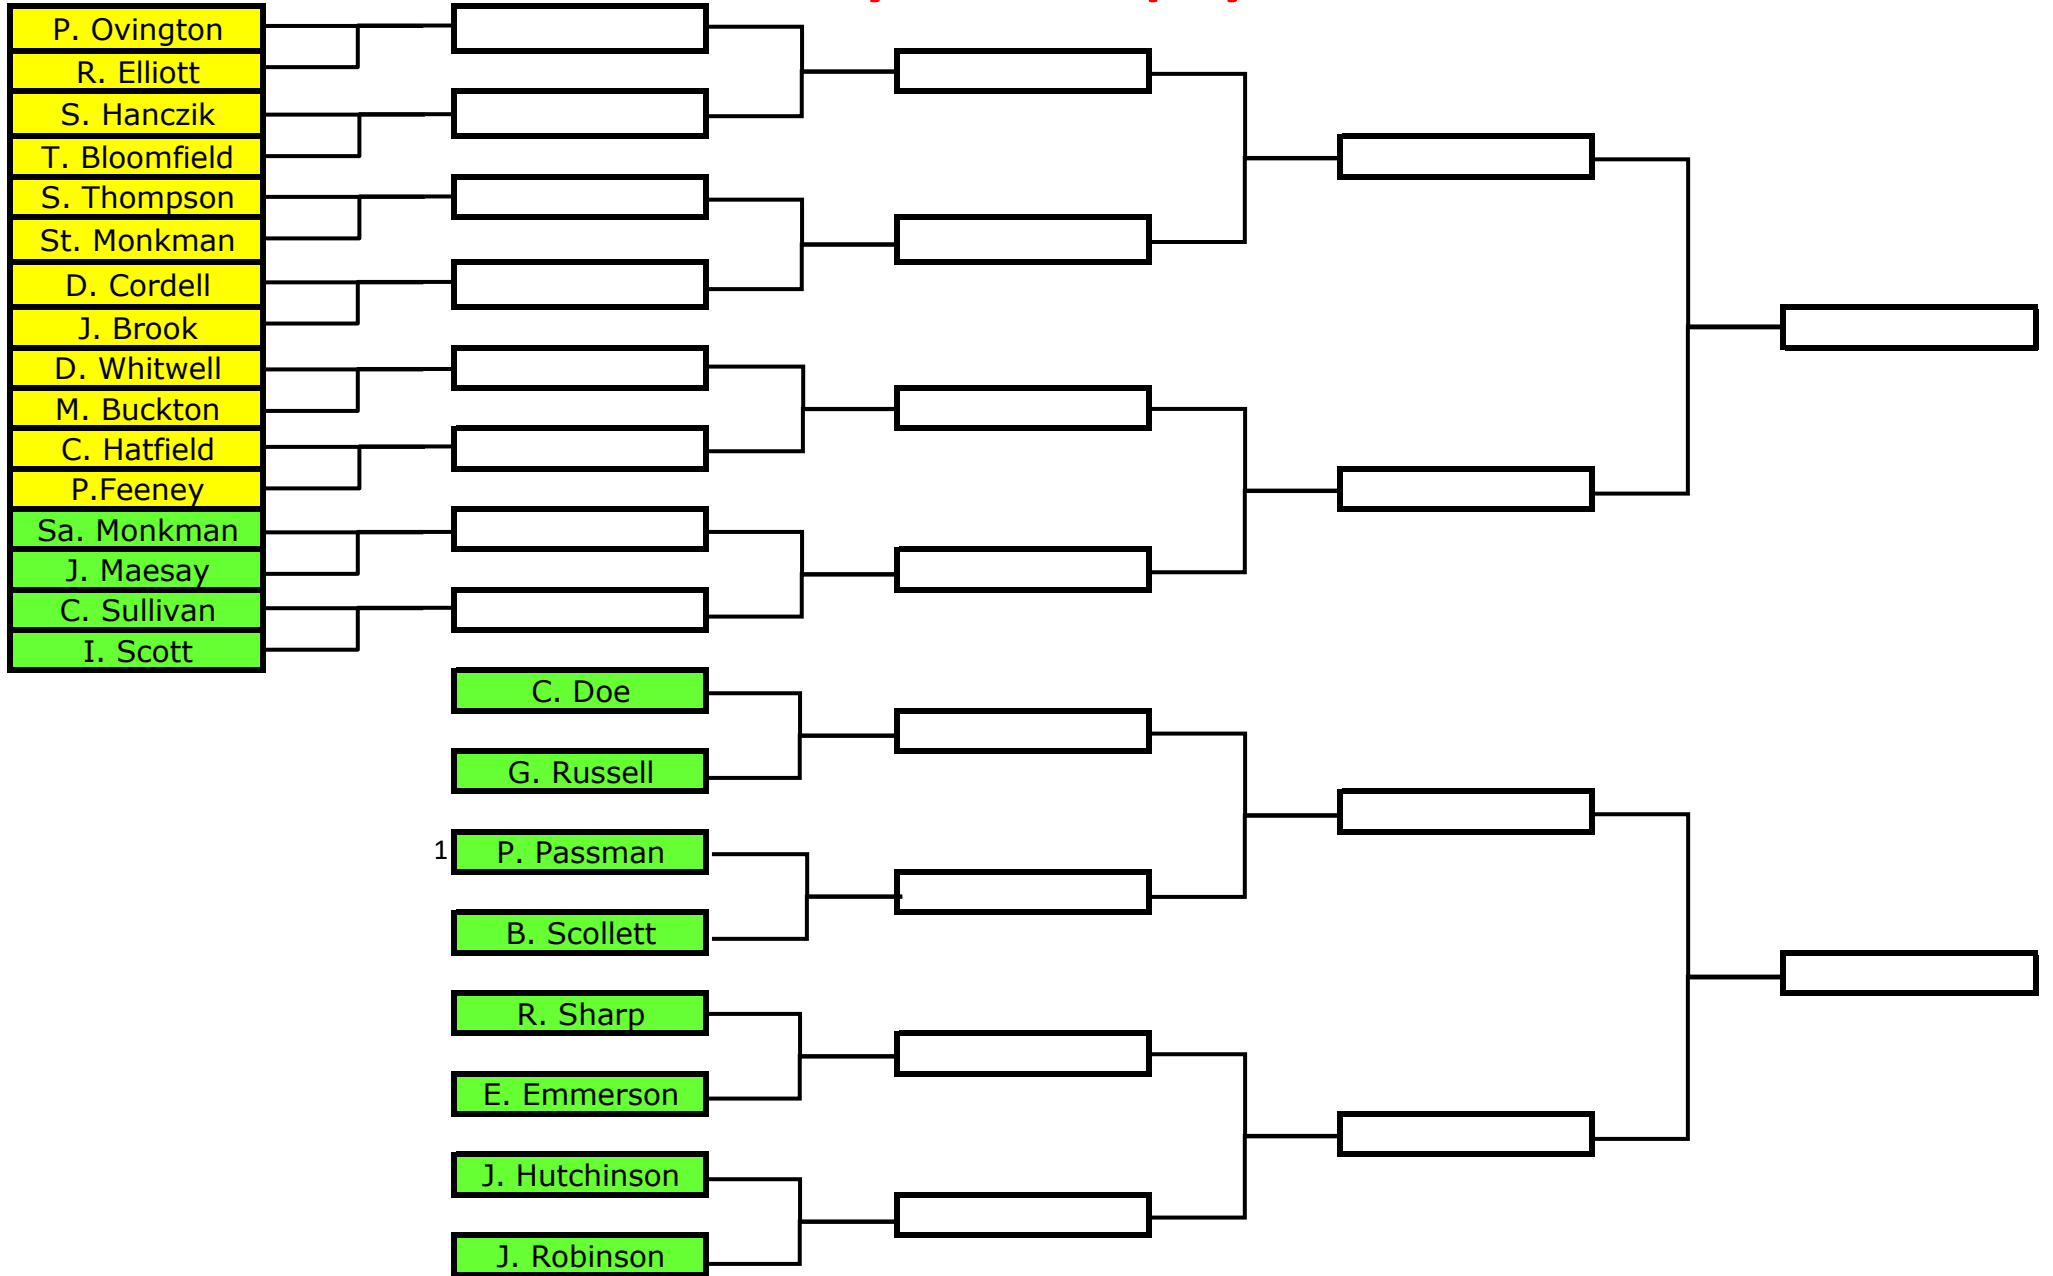 P. Ovington
R. Elliott
S. Hanczik
T. Bloomfield
S. Thompson
St. Monkman
D. Cordell
J. Brook
D. Whitwell
M. Buckton
C. Hatfield
P.Feeney
Sa. Monkman
J. Maesay
C. Sullivan
I. Scott
C. Doe
G. Russell
1 P. Passman
B. Scollett
R. Sharp
E. Emmerson
J. Hutchinson
J. Robinson